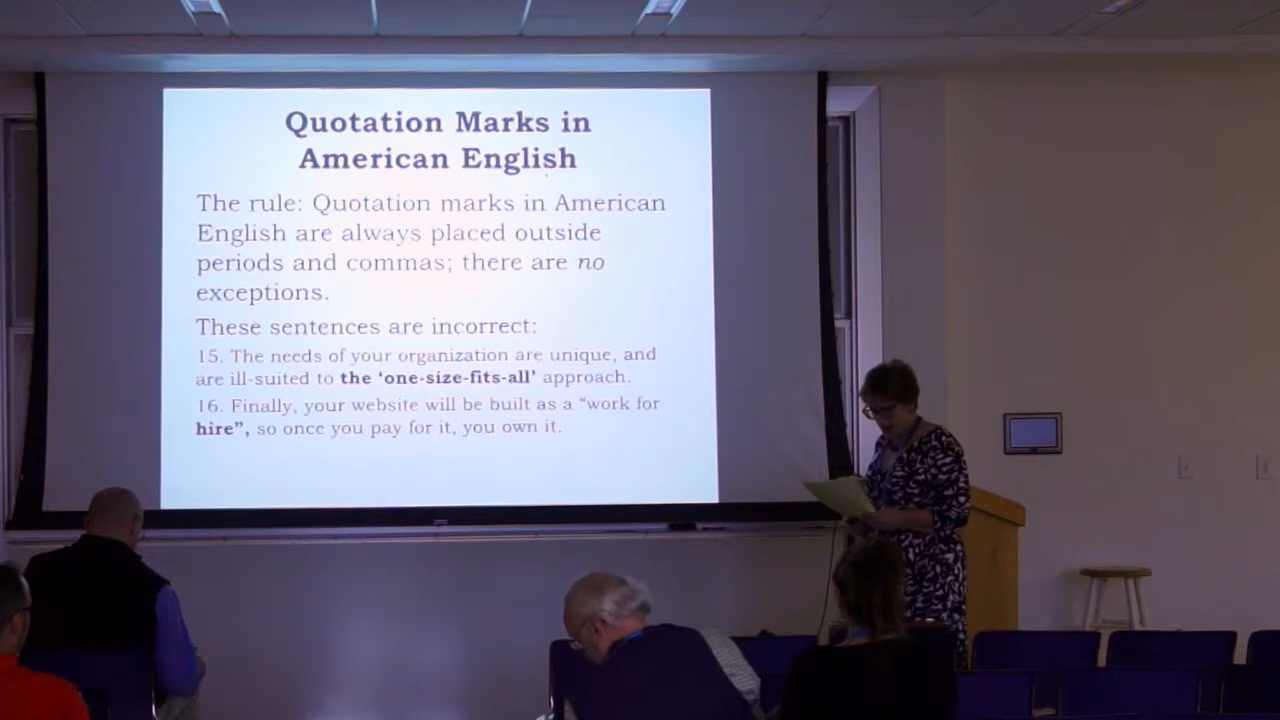 Quotation Marks in
American English
The rule: Quotation marks in American
English are always placed outside
periods and commas; there are no
exceptions.
These sentences are incorrect:
15. The needs of your organization are unique, and
are ill-suited to the ‘one-size-fits-all’ approach.
16. Finally, your website will be built as a “work for
hire”, so once you pay for it, you own it.